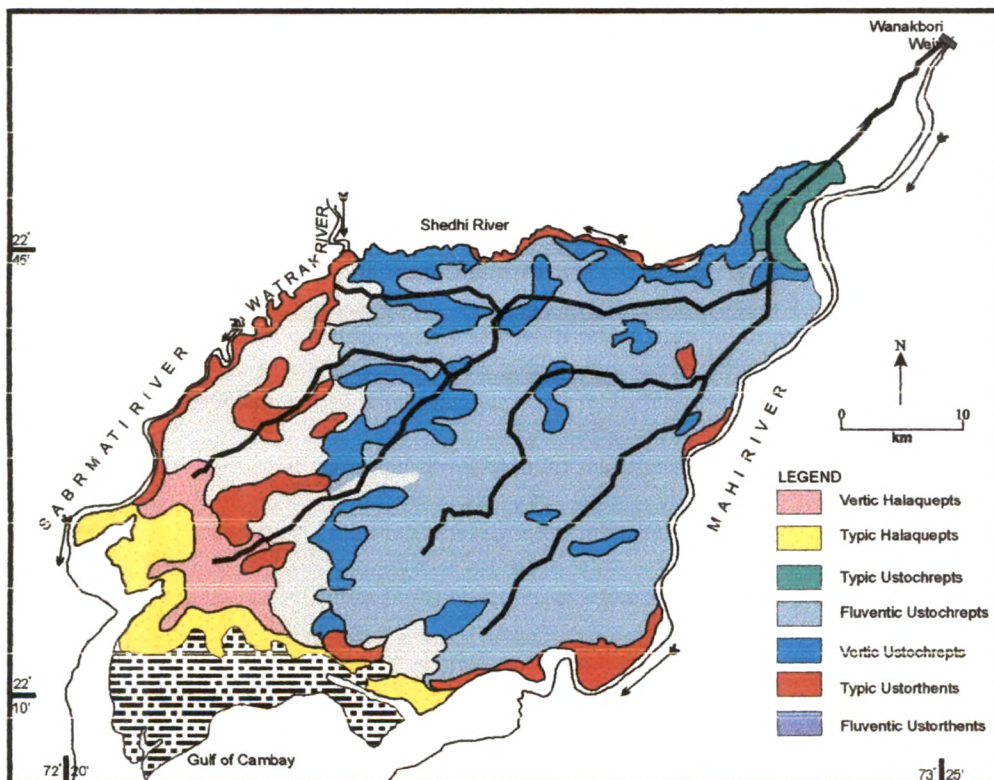 Wanakbori
Weir
Shedhi River
WATRAK RIVER
SABRMATI RIVER
MAHI RIVER
22°
45'
N
0 10
km
LEGEND
Vertic Halaquepts
Typic Halaquepts
Typic Ustochrepts
Fluventic Ustochrepts
Vertic Ustochrepts
Typic Ustorthents
Fluventic Ustorthents
22°
10'
Gulf of Cambay
72° 20'
73° 25'